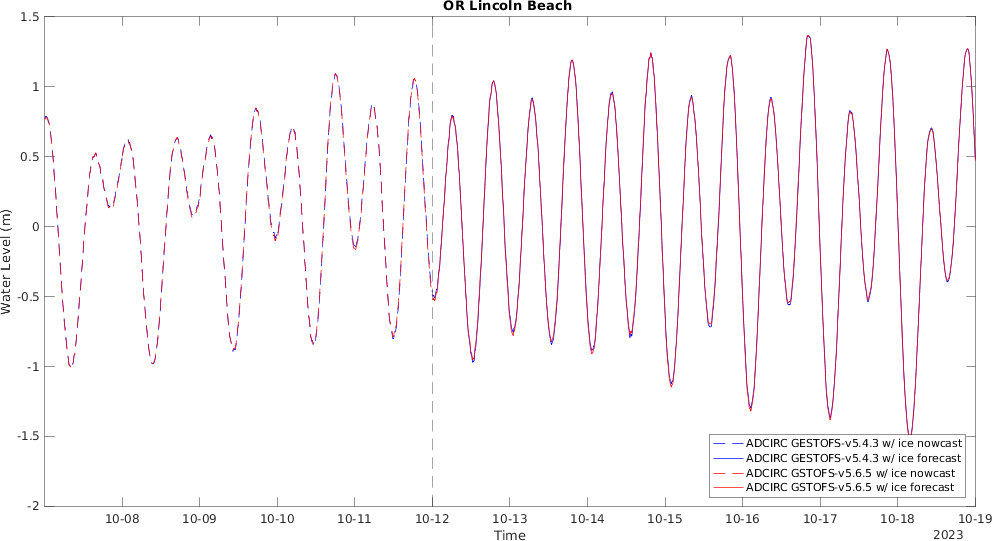 OR Lincoln Beach
1.5
1
0.5
0
-0.5
-1
-1.5
-2
Water Level (m)
10-08 10-09 10-10 10-11 10-12 10-13 10-14 10-15 10-16 10-17 10-18 10-19
Time
2023
ADCIRC GESTOFS-v5.4.3 w/ ice nowcast
ADCIRC GESTOFS-v5.4.3 w/ ice forecast
ADCIRC GSTOFS-v5.6.5 w/ ice nowcast
ADCIRC GSTOFS-v5.6.5 w/ ice forecast